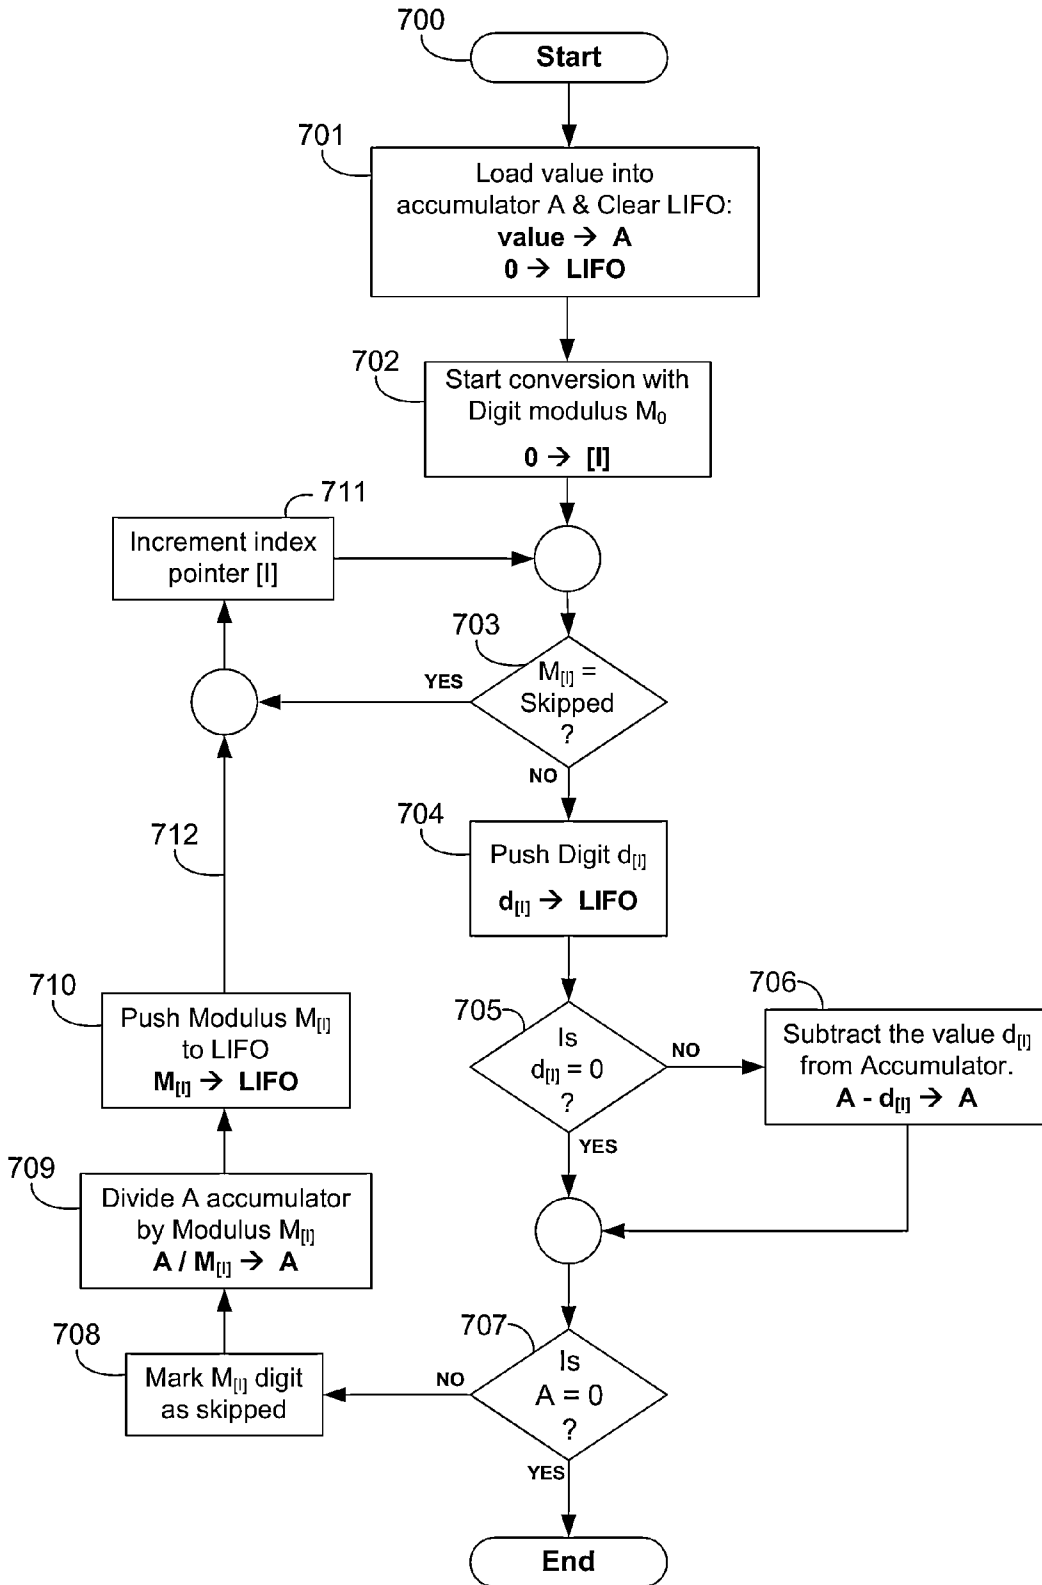 700
Start
701
Load value into
accumulator A & Clear LIFO:
value → A
0 → LIFO
702
Start conversion with
Digit modulus M₀
0 → [I]
711
Increment index
pointer [I]
703
M[I] =
Skipped
?
YES
NO
704
Push Digit d[I]
d[I] → LIFO
712
705
Is
d[I] = 0
?
NO
YES
706
Subtract the value d[I]
from Accumulator.
A - d[I] → A
710
Push Modulus M[I]
to LIFO
M[I] → LIFO
709
Divide A accumulator
by Modulus M[I]
A / M[I] → A
708
Mark M[I] digit
as skipped
707
Is
A = 0
?
NO
YES
End